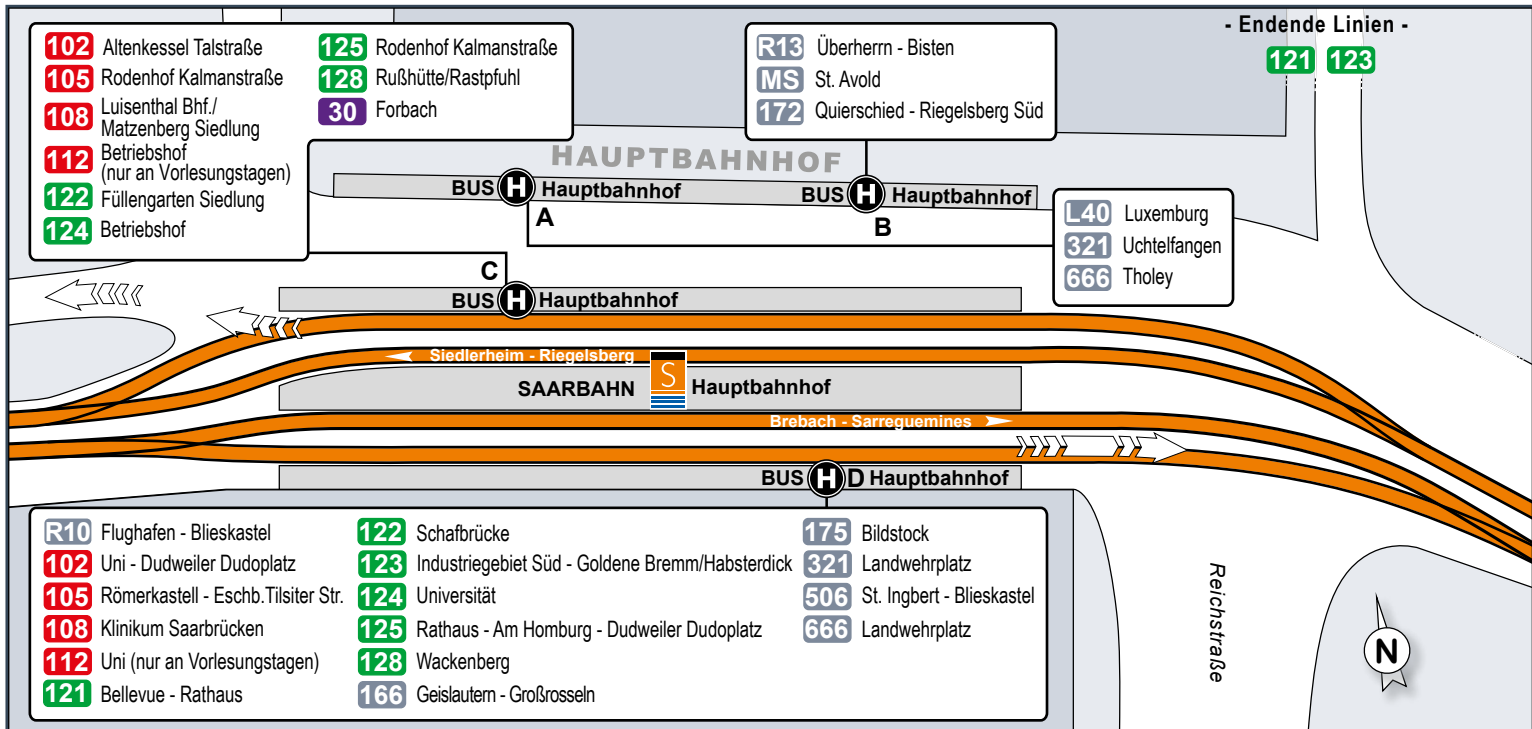 102 Altenkessel Talstraße
105 Rodenhof Kalmanstraße
108 Luisenthal Bhf./
Matzenberg Siedlung
112 Betriebshof
(nur an Vorlesungstagen)
122 Füllengarten Siedlung
124 Betriebshof
125 Rodenhof Kalmanstraße
128 Rußhütte/Rastpfuhl
30 Forbach
R13 Überherrn - Bisten
MS St. Avold
172 Quierschied - Riegelsberg Süd
- Endende Linien -
121 123
HAUPTBAHNHOF
BUS H Hauptbahnhof
A
BUS H Hauptbahnhof
B
L40 Luxemburg
321 Uchtelfangen
666 Tholey
C
BUS H Hauptbahnhof
Siedlerheim - Riegelsberg
SAARBAHN S Hauptbahnhof
Brebach - Sarreguemines
BUS H D Hauptbahnhof
R10 Flughafen - Blieskastel
102 Uni - Dudweiler Dudoplatz
105 Römerkastell - Eschb.Tilsiter Str.
108 Klinikum Saarbrücken
112 Uni (nur an Vorlesungstagen)
121 Bellevue - Rathaus
122 Schafbrücke
123 Industriegebiet Süd - Goldene Bremm/Habsterdick
124 Universität
125 Rathaus - Am Homburg - Dudweiler Dudoplatz
128 Wackenberg
166 Geislautern - Großrosseln
175 Bildstock
321 Landwehrplatz
506 St. Ingbert - Blieskastel
666 Landwehrplatz
Reichstraße
N